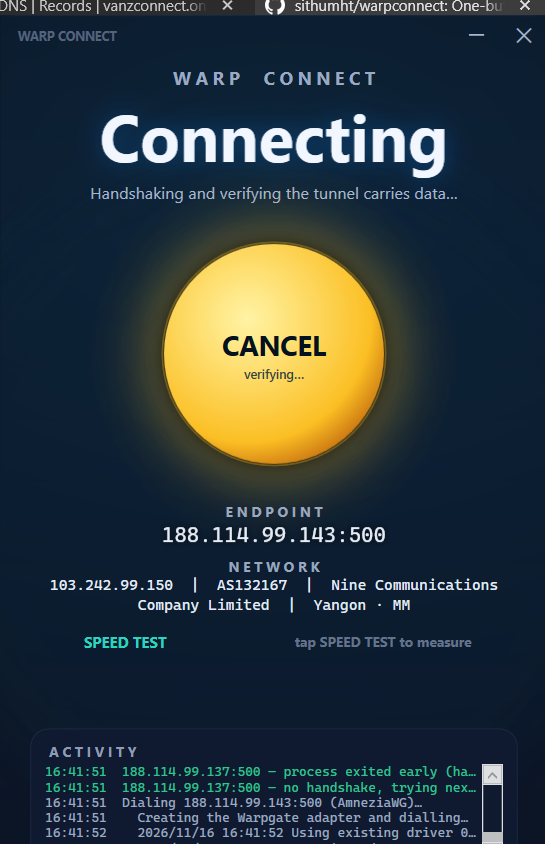 DNS | Records | vanzconnect.on
sithumht/warpconnect: One-bu
WARP CONNECT
WARP CONNECT
Connecting
Handshaking and verifying the tunnel carries data...
CANCEL
verifying...
ENDPOINT
188.114.99.143:500
NETWORK
103.242.99.150 | AS132167 | Nine Communications
Company Limited | Yangon · MM
SPEED TEST
tap SPEED TEST to measure
ACTIVITY
16:41:51 188.114.99.137:500 — process exited early (ha…
16:41:51 188.114.99.137:500 — no handshake, trying nex…
16:41:51 Dialing 188.114.99.143:500 (AmneziaWG)…
16:41:51 Creating the Warpgate adapter and dialling…
16:41:52 2026/11/16 16:41:52 Using existing driver 0…